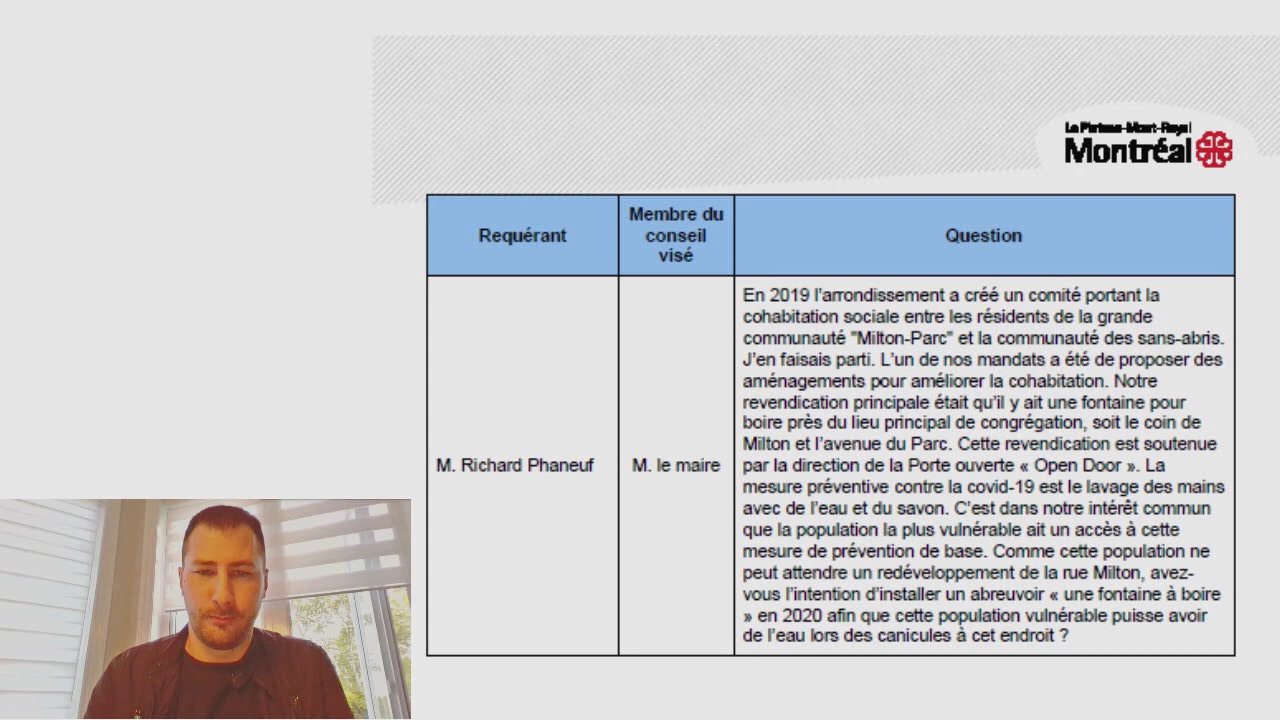 Le Plateau-Mont-Royal
Montréal
Requérant
Membre du
conseil
visé
Question
M. Richard Phaneuf
M. le maire
En 2019 l'arrondissement a créé un comité portant la
cohabitation sociale entre les résidents de la grande
communauté "Milton-Parc" et la communauté des sans-abris.
J'en faisais parti. L'un de nos mandats a été de proposer des
aménagements pour améliorer la cohabitation. Notre
revendication principale était qu'il y ait une fontaine pour
boire près du lieu principal de congrégation, soit le coin de
Milton et l'avenue du Parc. Cette revendication est soutenue
par la direction de la Porte ouverte « Open Door ». La
mesure préventive contre la covid-19 est le lavage des mains
avec de l'eau et du savon. C'est dans notre intérêt commun
que la population la plus vulnérable ait un accès à cette
mesure de prévention de base. Comme cette population ne
peut attendre un redéveloppement de la rue Milton, avez-
vous l'intention d'installer un abreuvoir « une fontaine à boire
» en 2020 afin que cette population vulnérable puisse avoir
de l'eau lors des canicules à cet endroit ?